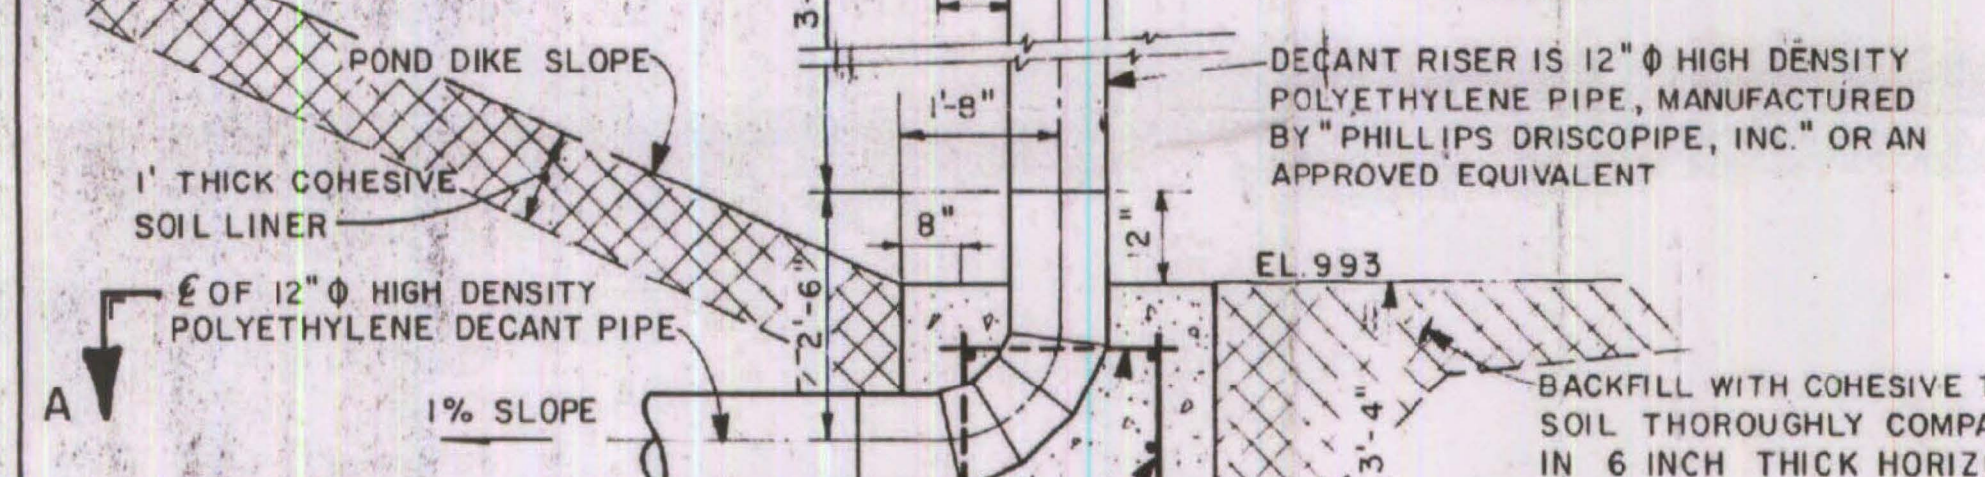 3-
POND DIKE SLOPE
DECANT RISER IS 12" Φ HIGH DENSITY
POLYETHYLENE PIPE, MANUFACTURED
BY "PHILLIPS DRISCOPIPE, INC." OR AN
APPROVED EQUIVALENT
1'-8"
1' THICK COHESIVE
SOIL LINER
8"
12"
EL. 993
℄ OF 12" Φ HIGH DENSITY
POLYETHYLENE DECANT PIPE
2'-6"
A
1% SLOPE
3'-4"
BACKFILL WITH COHESIVE
SOIL THOROUGHLY COMPA
IN 6 INCH THICK HORIZ